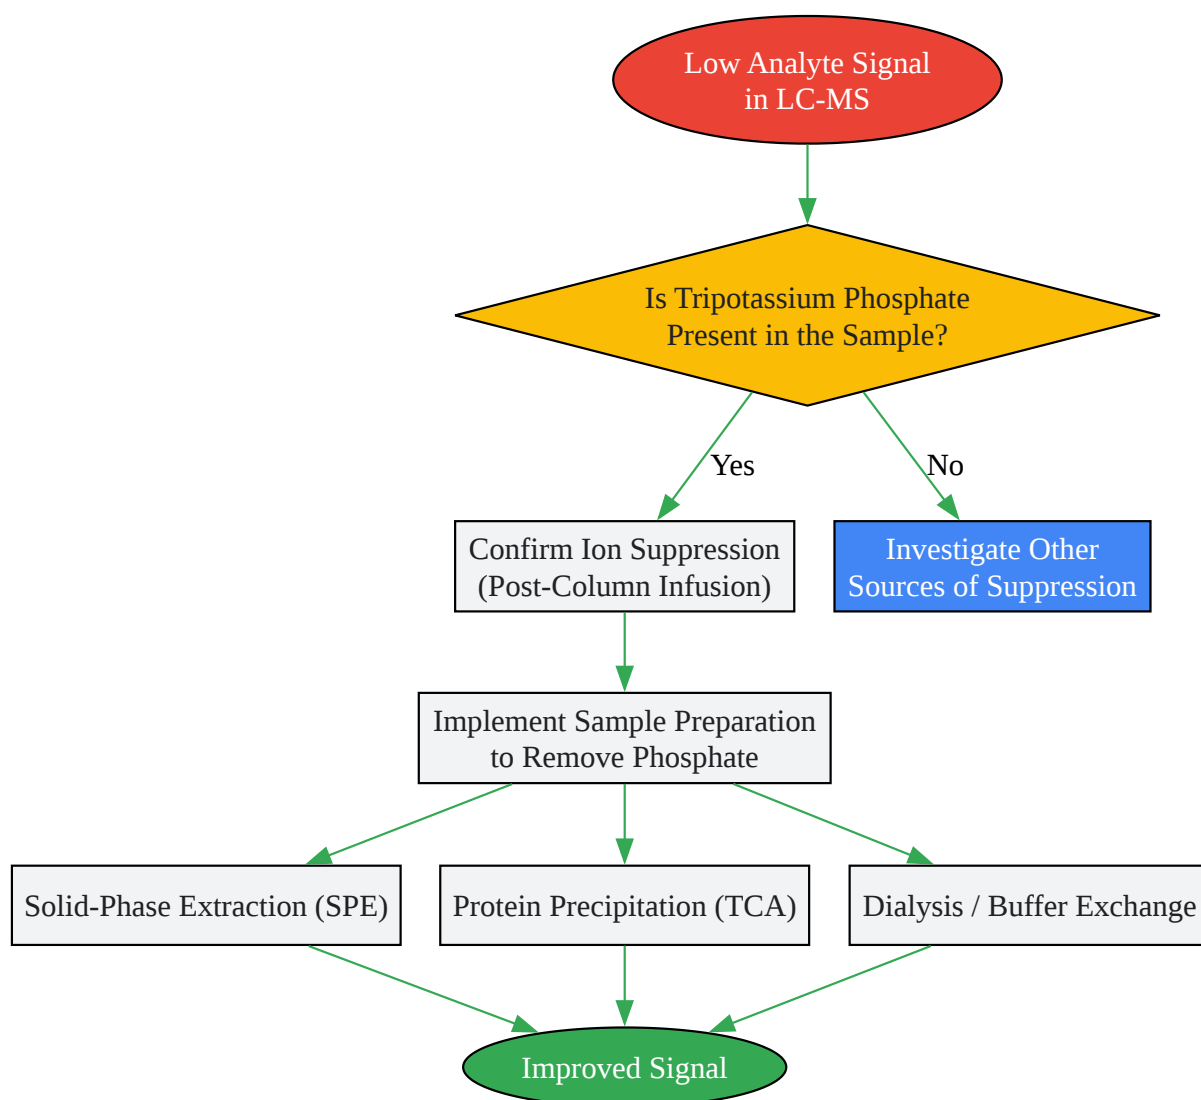 Low Analyte Signal
in LC-MS
Is Tripotassium Phosphate
Present in the Sample?
Yes
No
Confirm Ion Suppression
(Post-Column Infusion)
Investigate Other
Sources of Suppression
Implement Sample Preparation
to Remove Phosphate
Solid-Phase Extraction (SPE)
Protein Precipitation (TCA)
Dialysis / Buffer Exchange
Improved Signal